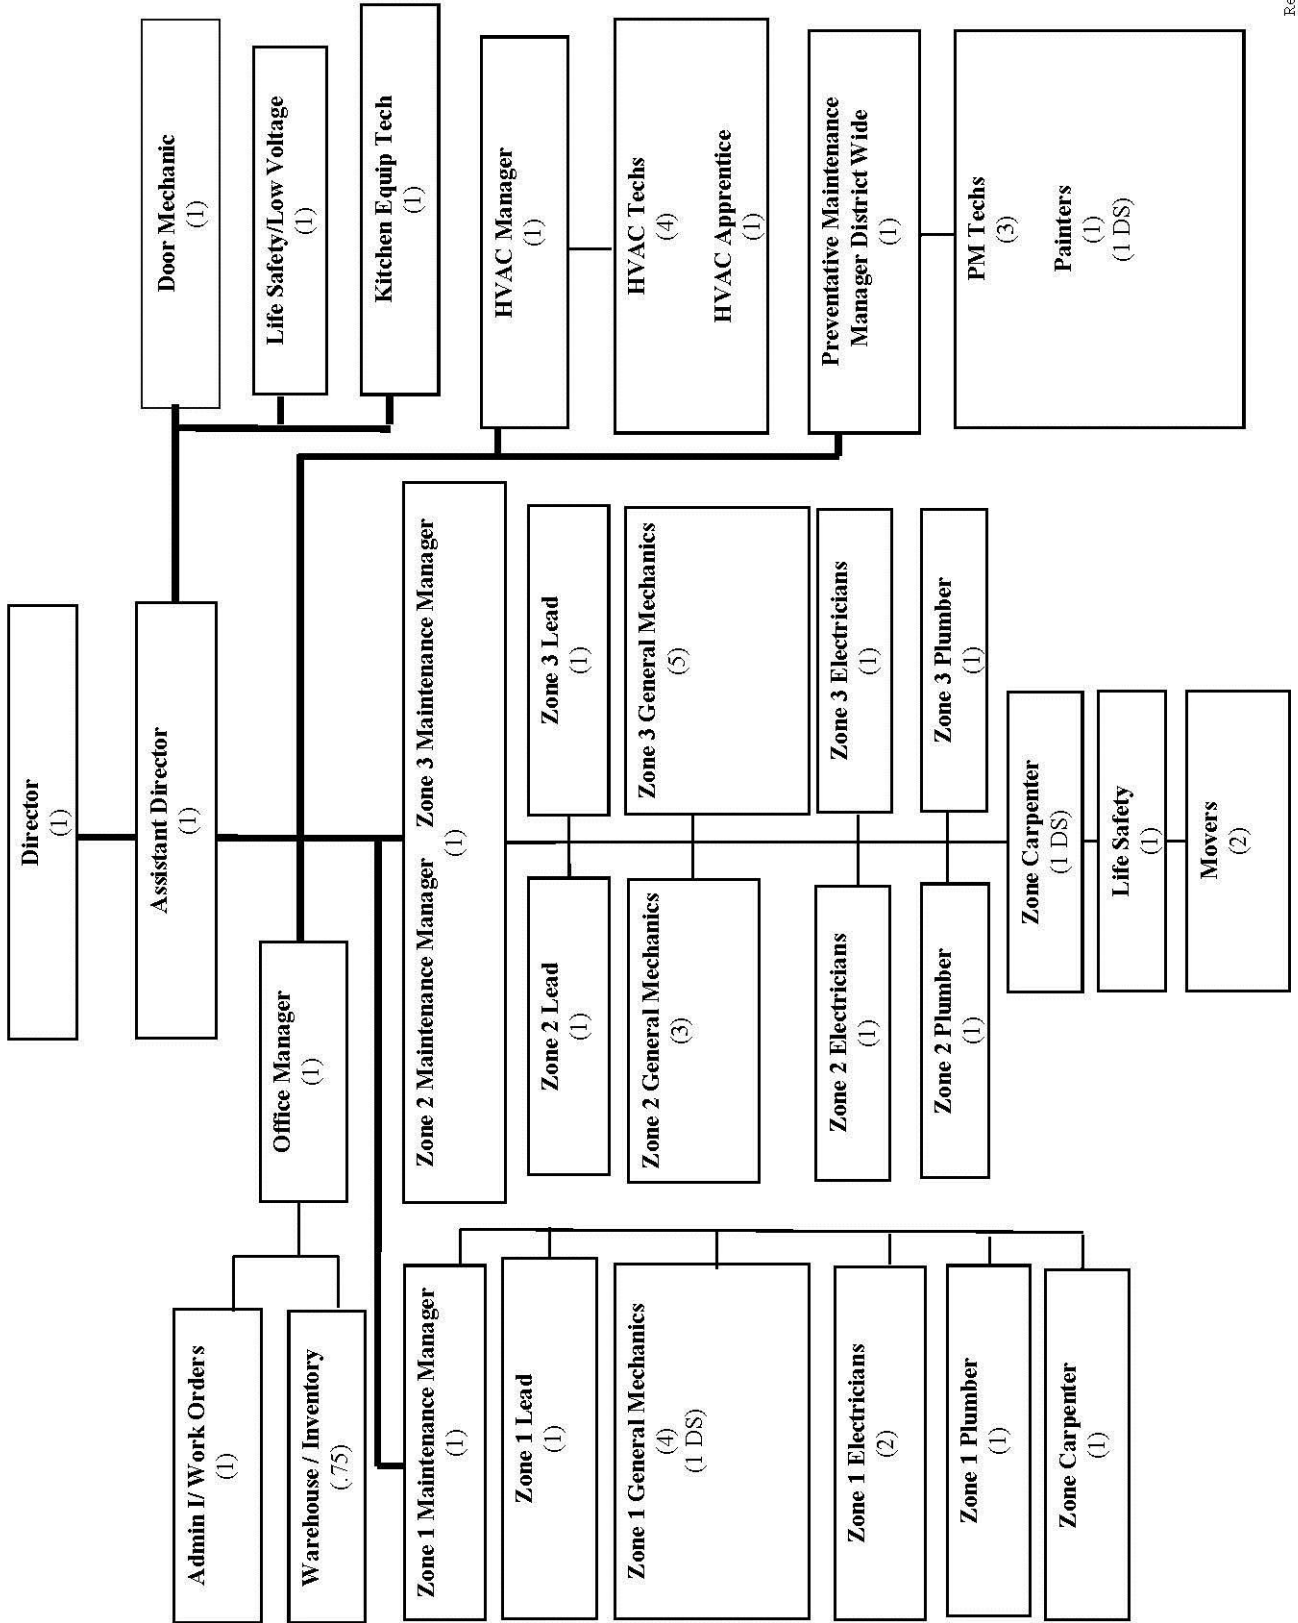 Director
(1)
Assistant Director
(1)
Door Mechanic
(1)
Life Safety/Low Voltage
(1)
Kitchen Equip Tech
(1)
Office Manager
(1)
Admin I/ Work Orders
(1)
Warehouse / Inventory
(.75)
Zone 1 Maintenance Manager
(1)
Zone 1 Lead
(1)
Zone 1 General Mechanics
(4)
(1 DS)
Zone 1 Electricians
(2)
Zone 1 Plumber
(1)
Zone Carpenter
(1)
Zone 2 Maintenance Manager Zone 3 Maintenance Manager
(1)
Zone 2 Lead
(1)
Zone 3 Lead
(1)
Zone 2 General Mechanics
(3)
Zone 3 General Mechanics
(5)
Zone 2 Electricians
(1)
Zone 3 Electricians
(1)
Zone 2 Plumber
(1)
Zone 3 Plumber
(1)
Zone Carpenter
(1 DS)
Life Safety
(1)
Movers
(2)
HVAC Manager
(1)
HVAC Techs
(4)
HVAC Apprentice
(1)
Preventative Maintenance
Manager District Wide
(1)
PM Techs
(3)
Painters
(1)
(1 DS)